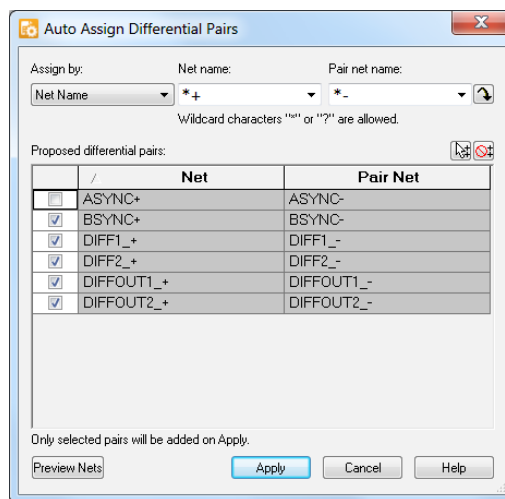 Auto Assign Differential Pairs
Assign by: Net name: Pair net name:
Net Name *+ *-
Wildcard characters "*" or "?" are allowed.
Proposed differential pairs:
Net Pair Net
ASYNC+ ASYNC-
BSYNC+ BSYNC-
DIFF1_+ DIFF1_-
DIFF2_+ DIFF2_-
DIFFOUT1_+ DIFFOUT1_-
DIFFOUT2_+ DIFFOUT2_-
Only selected pairs will be added on Apply.
Preview Nets Apply Cancel Help